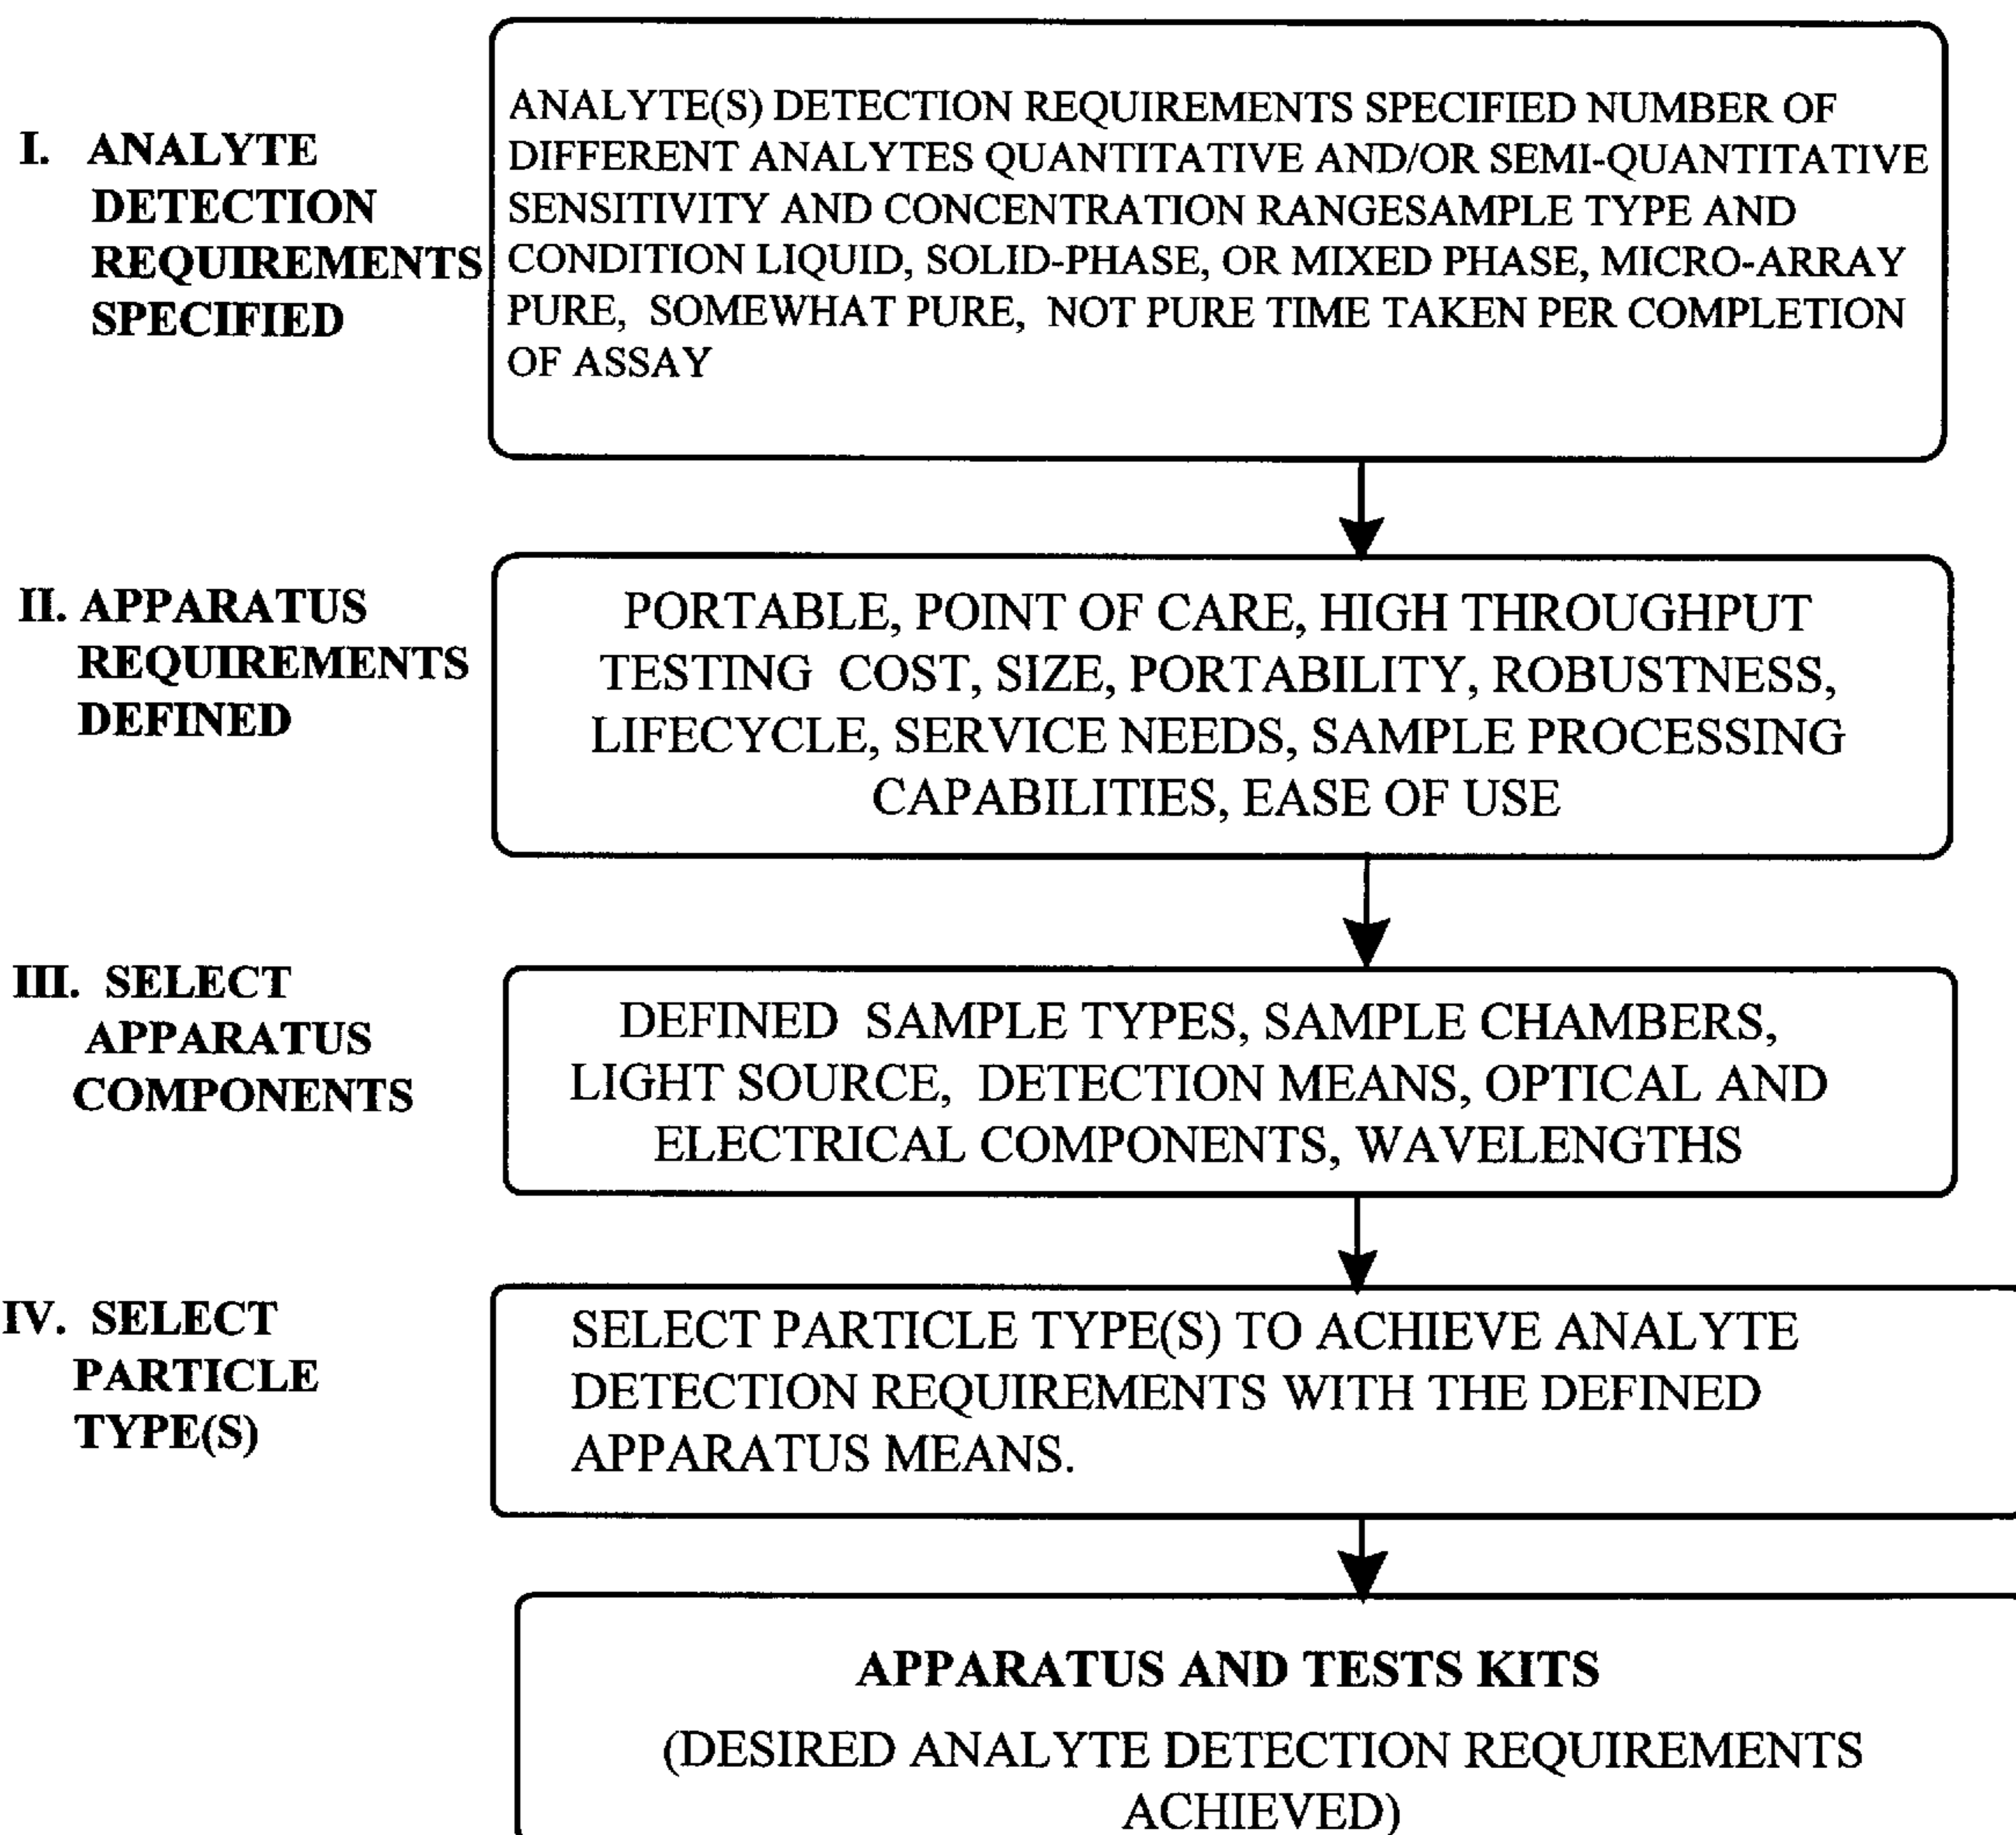 I. ANALYTE
DETECTION
REQUIREMENTS
SPECIFIED
ANALYTE(S) DETECTION REQUIREMENTS SPECIFIED NUMBER OF
DIFFERENT ANALYTES QUANTITATIVE AND/OR SEMI-QUANTITATIVE
SENSITIVITY AND CONCENTRATION RANGESAMPLE TYPE AND
CONDITION LIQUID, SOLID-PHASE, OR MIXED PHASE, MICRO-ARRAY
PURE, SOMEWHAT PURE, NOT PURE TIME TAKEN PER COMPLETION
OF ASSAY
II. APPARATUS
REQUIREMENTS
DEFINED
PORTABLE, POINT OF CARE, HIGH THROUGHPUT
TESTING COST, SIZE, PORTABILITY, ROBUSTNESS,
LIFECYCLE, SERVICE NEEDS, SAMPLE PROCESSING
CAPABILITIES, EASE OF USE
III. SELECT
APPARATUS
COMPONENTS
DEFINED SAMPLE TYPES, SAMPLE CHAMBERS,
LIGHT SOURCE, DETECTION MEANS, OPTICAL AND
ELECTRICAL COMPONENTS, WAVELENGTHS
IV. SELECT
PARTICLE
TYPE(S)
SELECT PARTICLE TYPE(S) TO ACHIEVE ANALYTE
DETECTION REQUIREMENTS WITH THE DEFINED
APPARATUS MEANS.
APPARATUS AND TESTS KITS
(DESIRED ANALYTE DETECTION REQUIREMENTS
ACHIEVED)